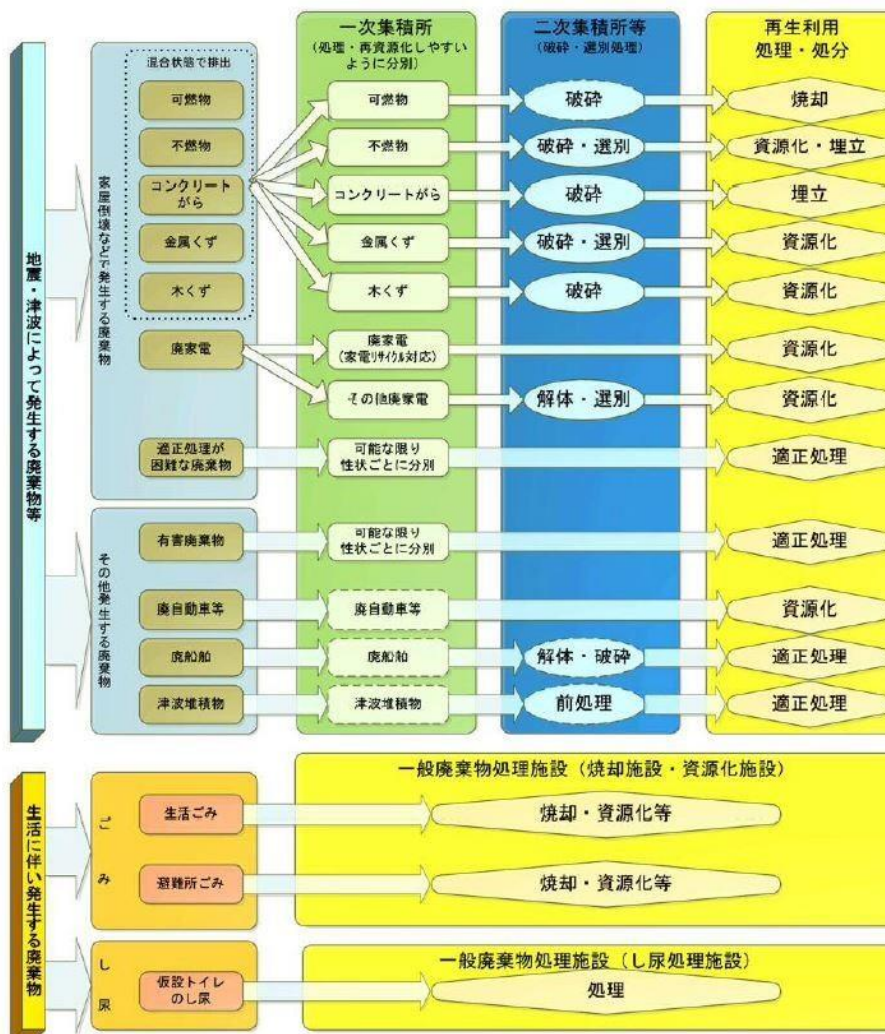 地震・津波によって発生する廃棄物等
家屋倒壊などで発生する廃棄物
混合状態で排出
可燃物
不燃物
コンクリート
がら
金属くず
木くず
廃家電
適正処理が
困難な廃棄物
その他発生する廃棄物
有害廃棄物
廃自動車等
廃船舶
津波堆積物
一次集積所
(処理・再資源化しやすい
ように分別)
可燃物
不燃物
コンクリートがら
金属くず
木くず
廃家電
(家電ﾘｻｲｸﾙ対応)
その他廃家電
可能な限り
性状ごとに分別
可能な限り
性状ごとに分別
廃自動車等
廃船舶
津波堆積物
二次集積所等
(破砕・選別処理)
破砕
破砕・選別
破砕
破砕・選別
破砕
解体・選別
解体・破砕
前処理
再生利用
処理・処分
焼却
資源化・埋立
埋立
資源化
資源化
資源化
資源化
適正処理
適正処理
資源化
適正処理
適正処理
生活に伴い発生する廃棄物
ごみ
生活ごみ
避難所ごみ
一般廃棄物処理施設（焼却施設・資源化施設）
焼却・資源化等
焼却・資源化等
し尿
仮設トイレ
のし尿
一般廃棄物処理施設（し尿処理施設）
処理